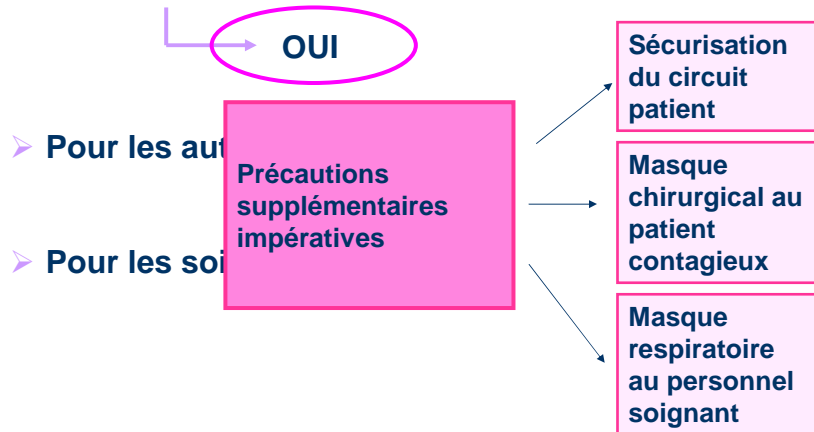 OUI
Pour les aut
Pour les soi
Précautions
supplémentaires
impératives
Sécurisation
du circuit
patient
Masque
chirurgical au
patient
contagieux
Masque
respiratoire
au personnel
soignant